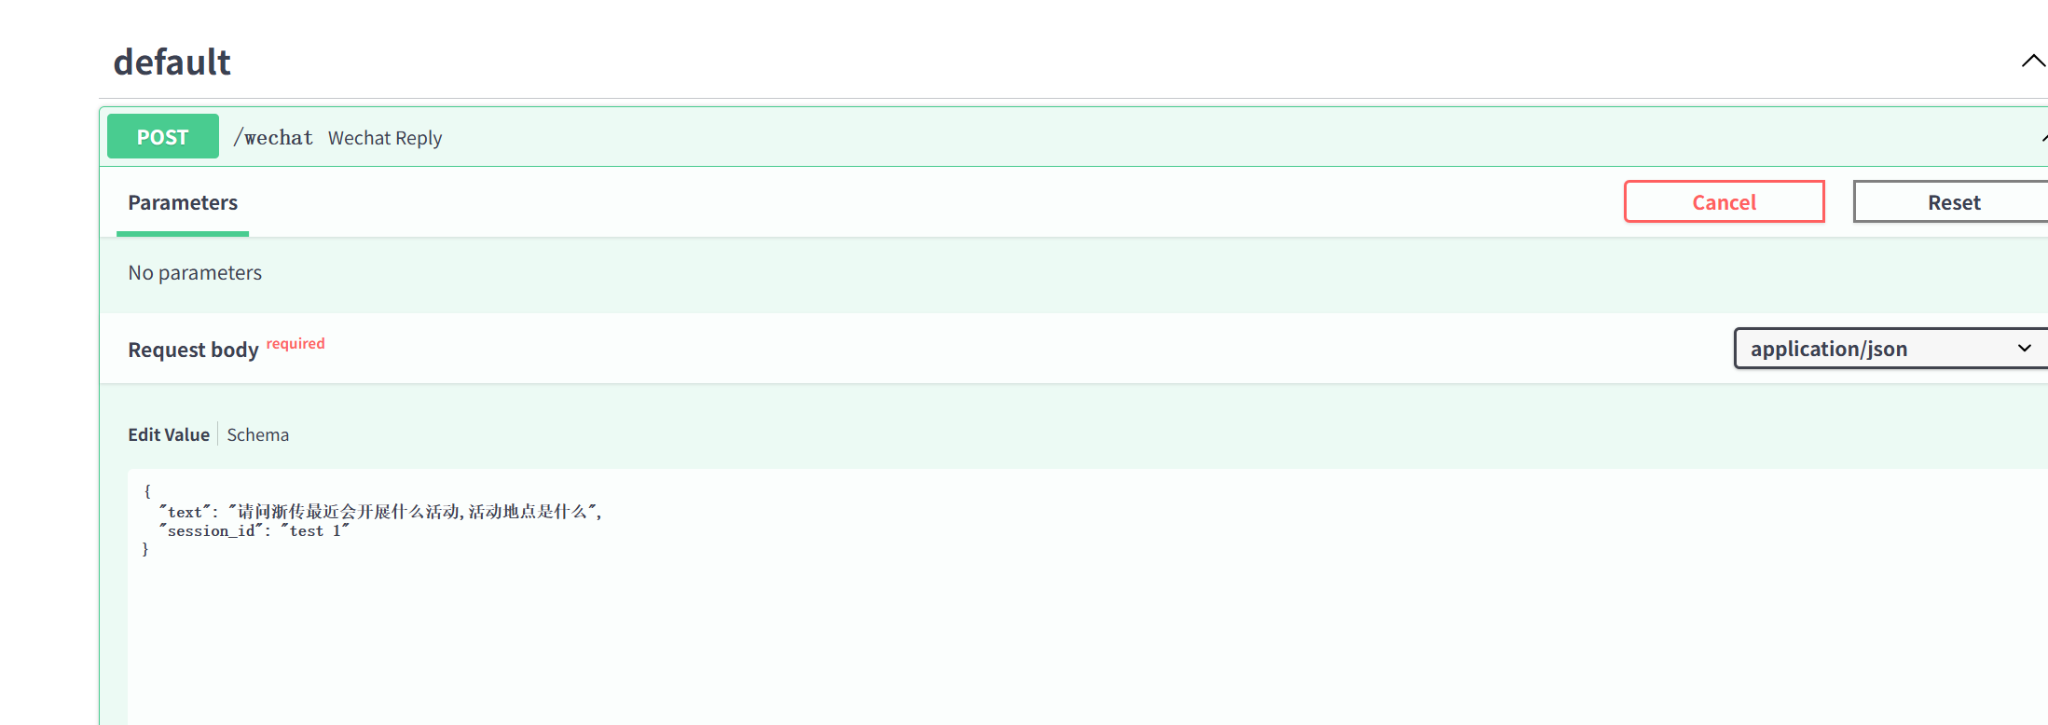 default
POST /wechat Wechat Reply
Parameters
Cancel
Reset
No parameters
Request body required
application/json
Edit Value
Schema
{
"text": "请问浙传最近会开展什么活动,活动地点是什么",
"session_id": "test 1"
}